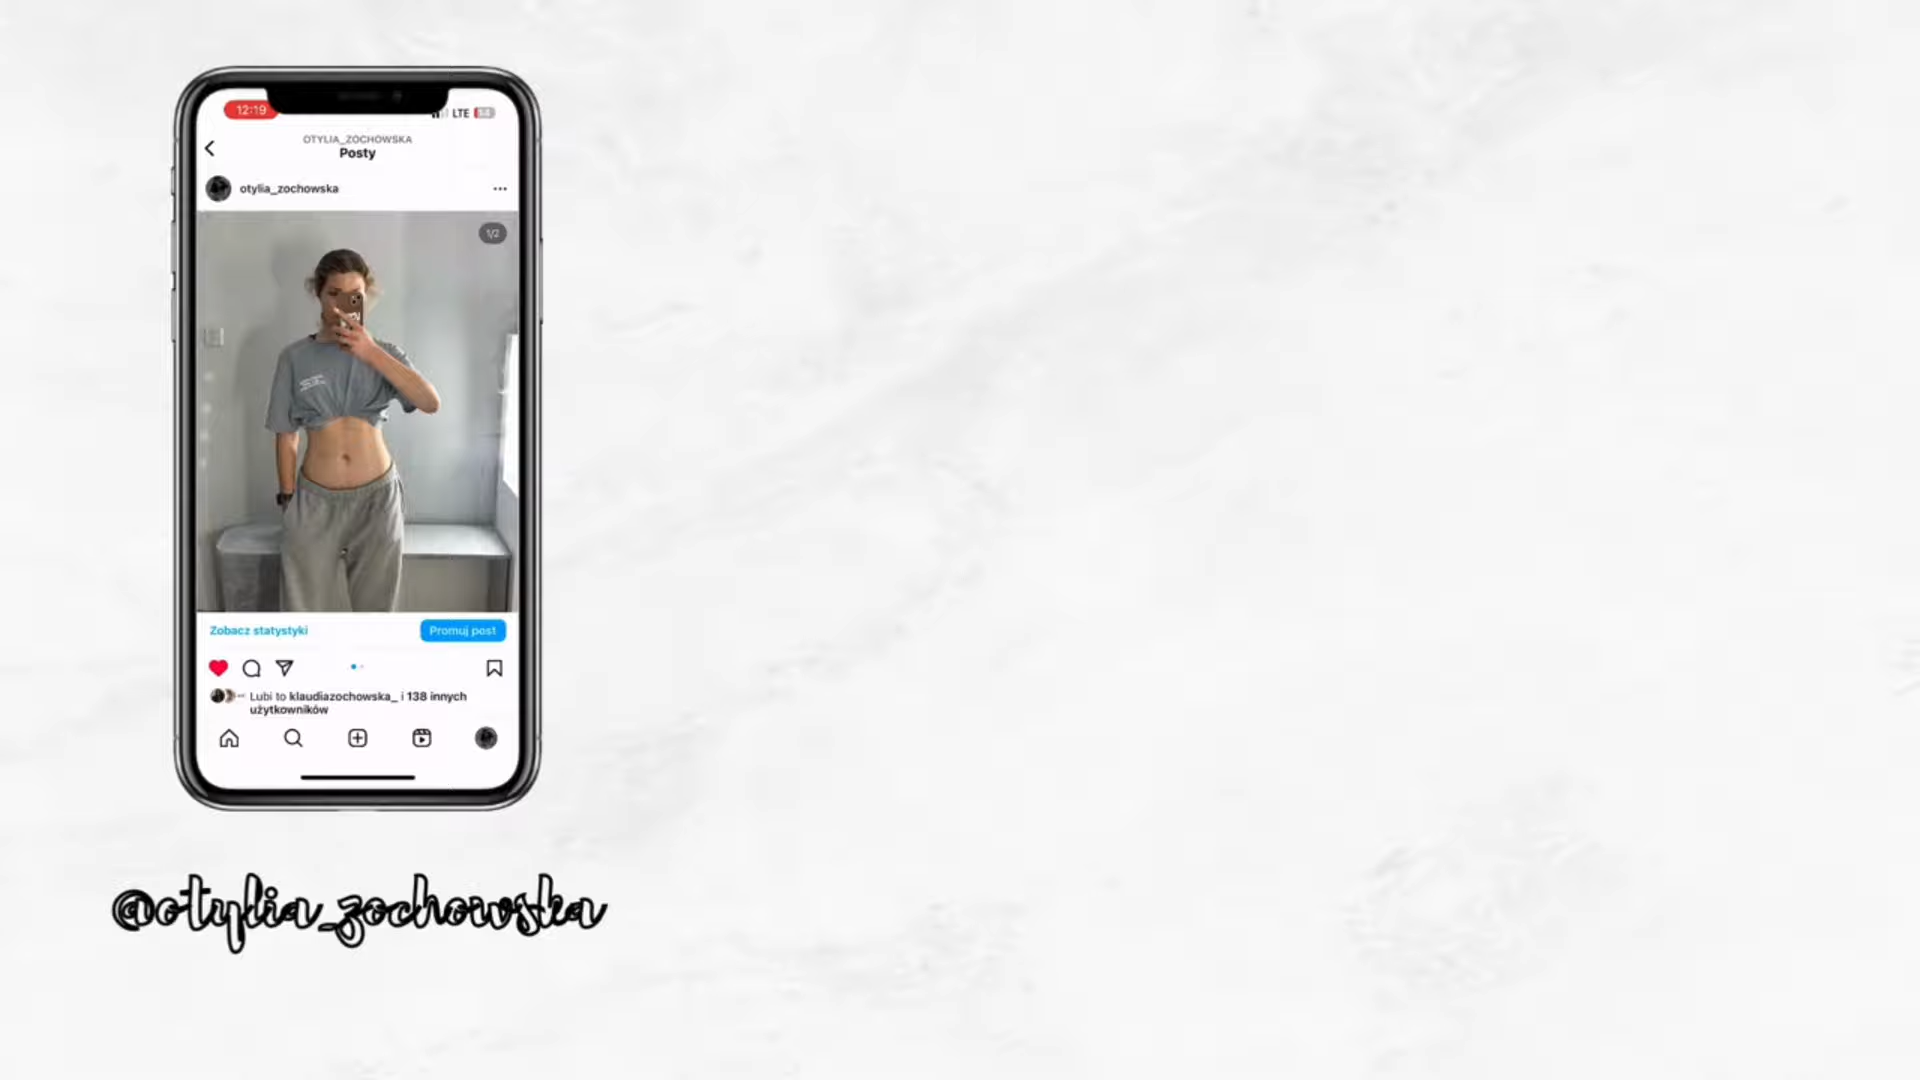 12:19
LTE
OTYLIA_ZOCHOWSKA
Posty
otylia_zochowska
1/2
Zobacz statystyki
Promuj post
Lubi to klaudiazochowska_ i 138 innych
użytkowników
@otylia_zochowska